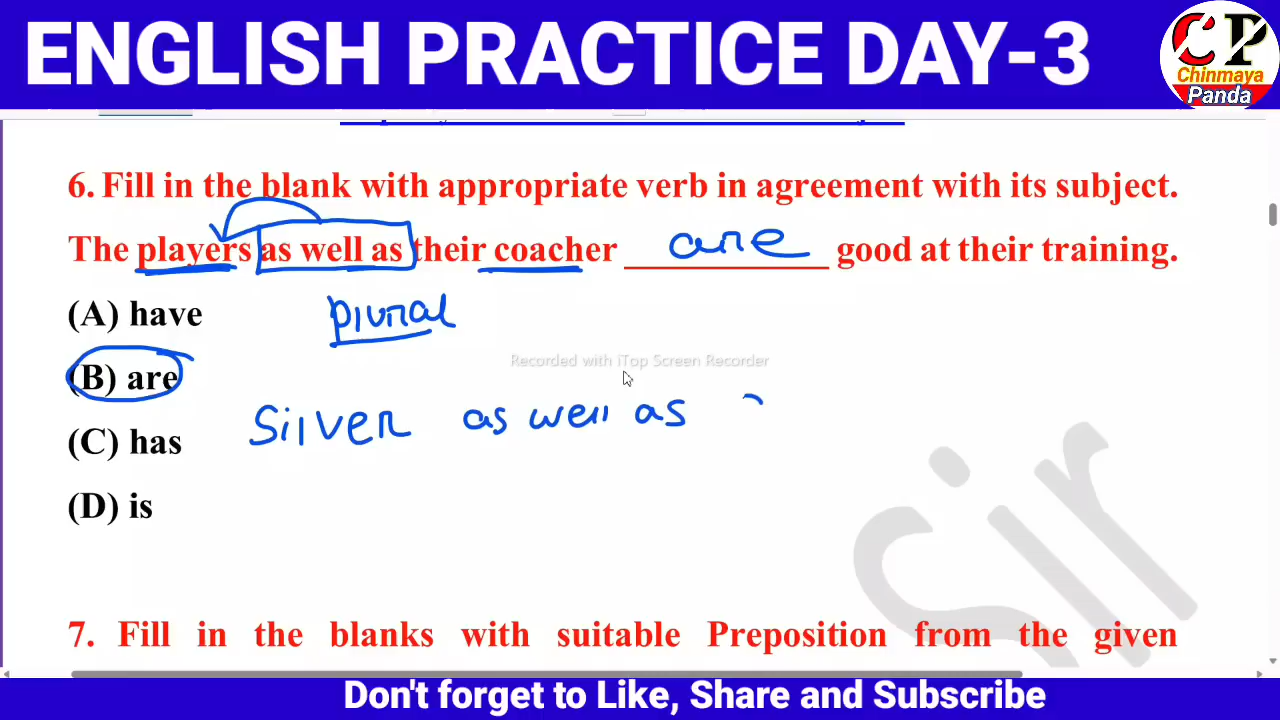 ENGLISH PRACTICE DAY-3
CP
Chinmaya
Panda
6. Fill in the blank with appropriate verb in agreement with its subject.
The players as well as their coacher are good at their training.
(A) have
plural
Recorded with iTop Screen Recorder
(B) are
Silver as well as
(C) has
(D) is
Sir
7. Fill in the blanks with suitable Preposition from the given
Don't forget to Like, Share and Subscribe